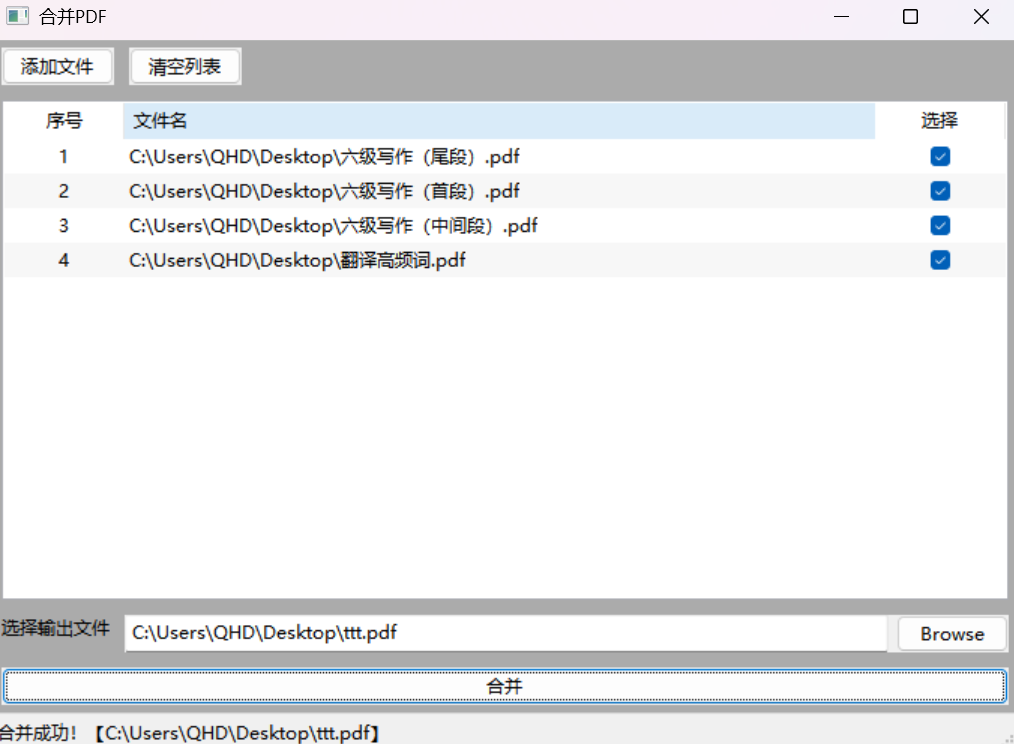 合并PDF
添加文件 清空列表
序号 文件名 选择
1 C:\Users\QHD\Desktop\六级写作（尾段）.pdf
2 C:\Users\QHD\Desktop\六级写作（首段）.pdf
3 C:\Users\QHD\Desktop\六级写作（中间段）.pdf
4 C:\Users\QHD\Desktop\翻译高频词.pdf
选择输出文件 C:\Users\QHD\Desktop\ttt.pdf Browse
合并
合并成功！【C:\Users\QHD\Desktop\ttt.pdf】